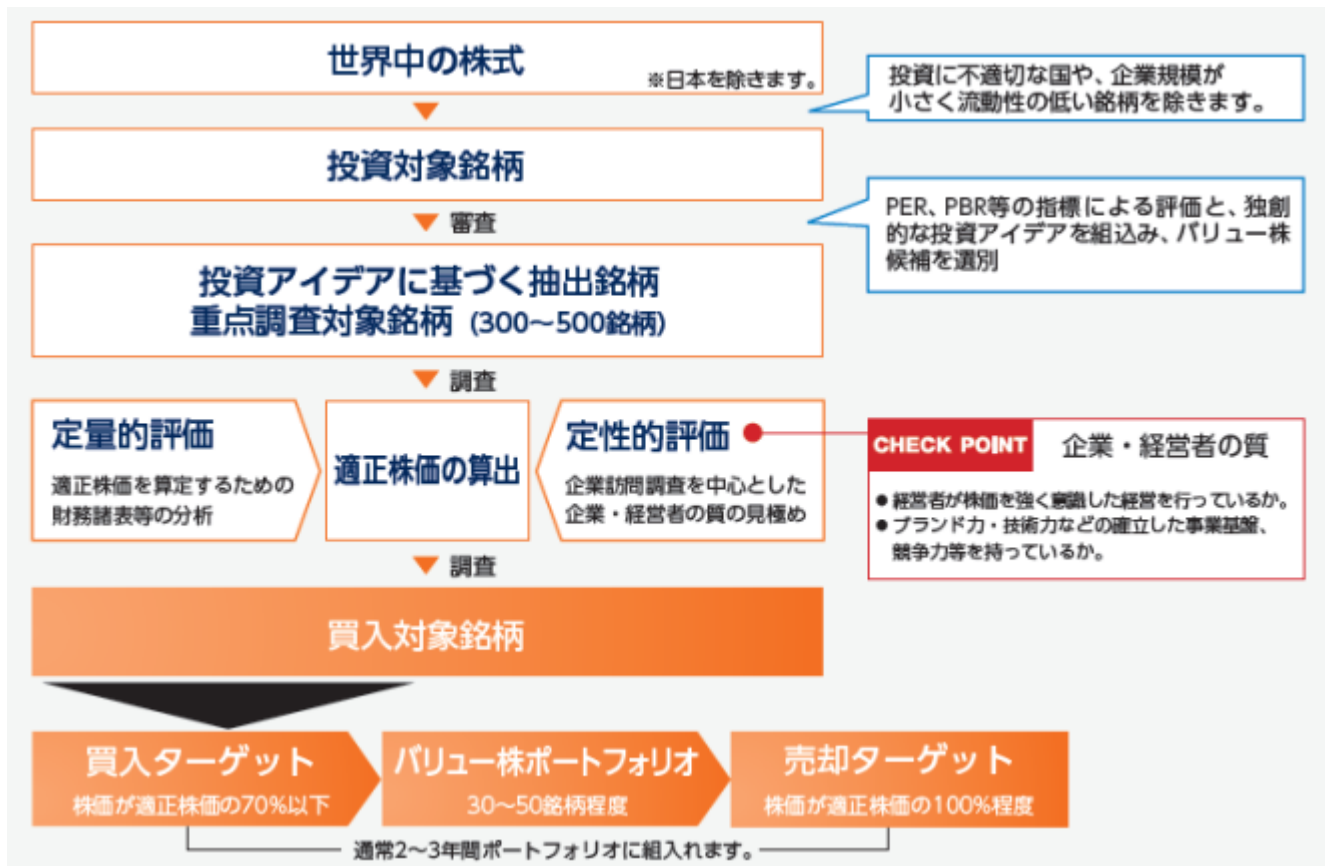 世界中の株式
※日本を除きます。
投資に不適切な国や、企業規模が
小さく流動性の低い銘柄を除きます。
投資対象銘柄
審査
PER、PBR等の指標による評価と、独創
的な投資アイデアを組込み、バリュー株
候補を選別
投資アイデアに基づく抽出銘柄
重点調査対象銘柄 (300〜500銘柄)
調査
定量的評価
適正株価を算定するための
財務諸表等の分析
適正株価の算出
定性的評価
企業訪問調査を中心とした
企業・経営者の質の見極め
CHECK POINT 企業・経営者の質
●経営者が株価を強く意識した経営を行っているか。
●ブランド力・技術力などの確立した事業基盤、
競争力等を持っているか。
調査
買入対象銘柄
買入ターゲット
株価が適正株価の70%以下
バリュー株ポートフォリオ
30〜50銘柄程度
売却ターゲット
株価が適正株価の100%程度
通常2〜3年間ポートフォリオに組入れます。